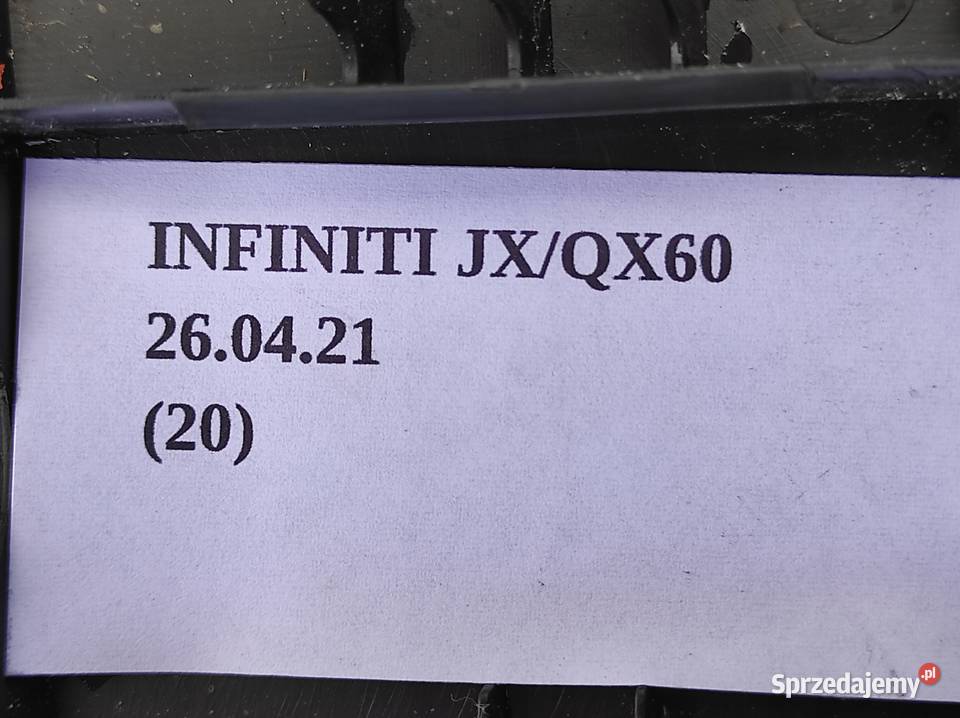 INFINITI JX/QX60
26.04.21
(20)
Sprzedajemy.pl